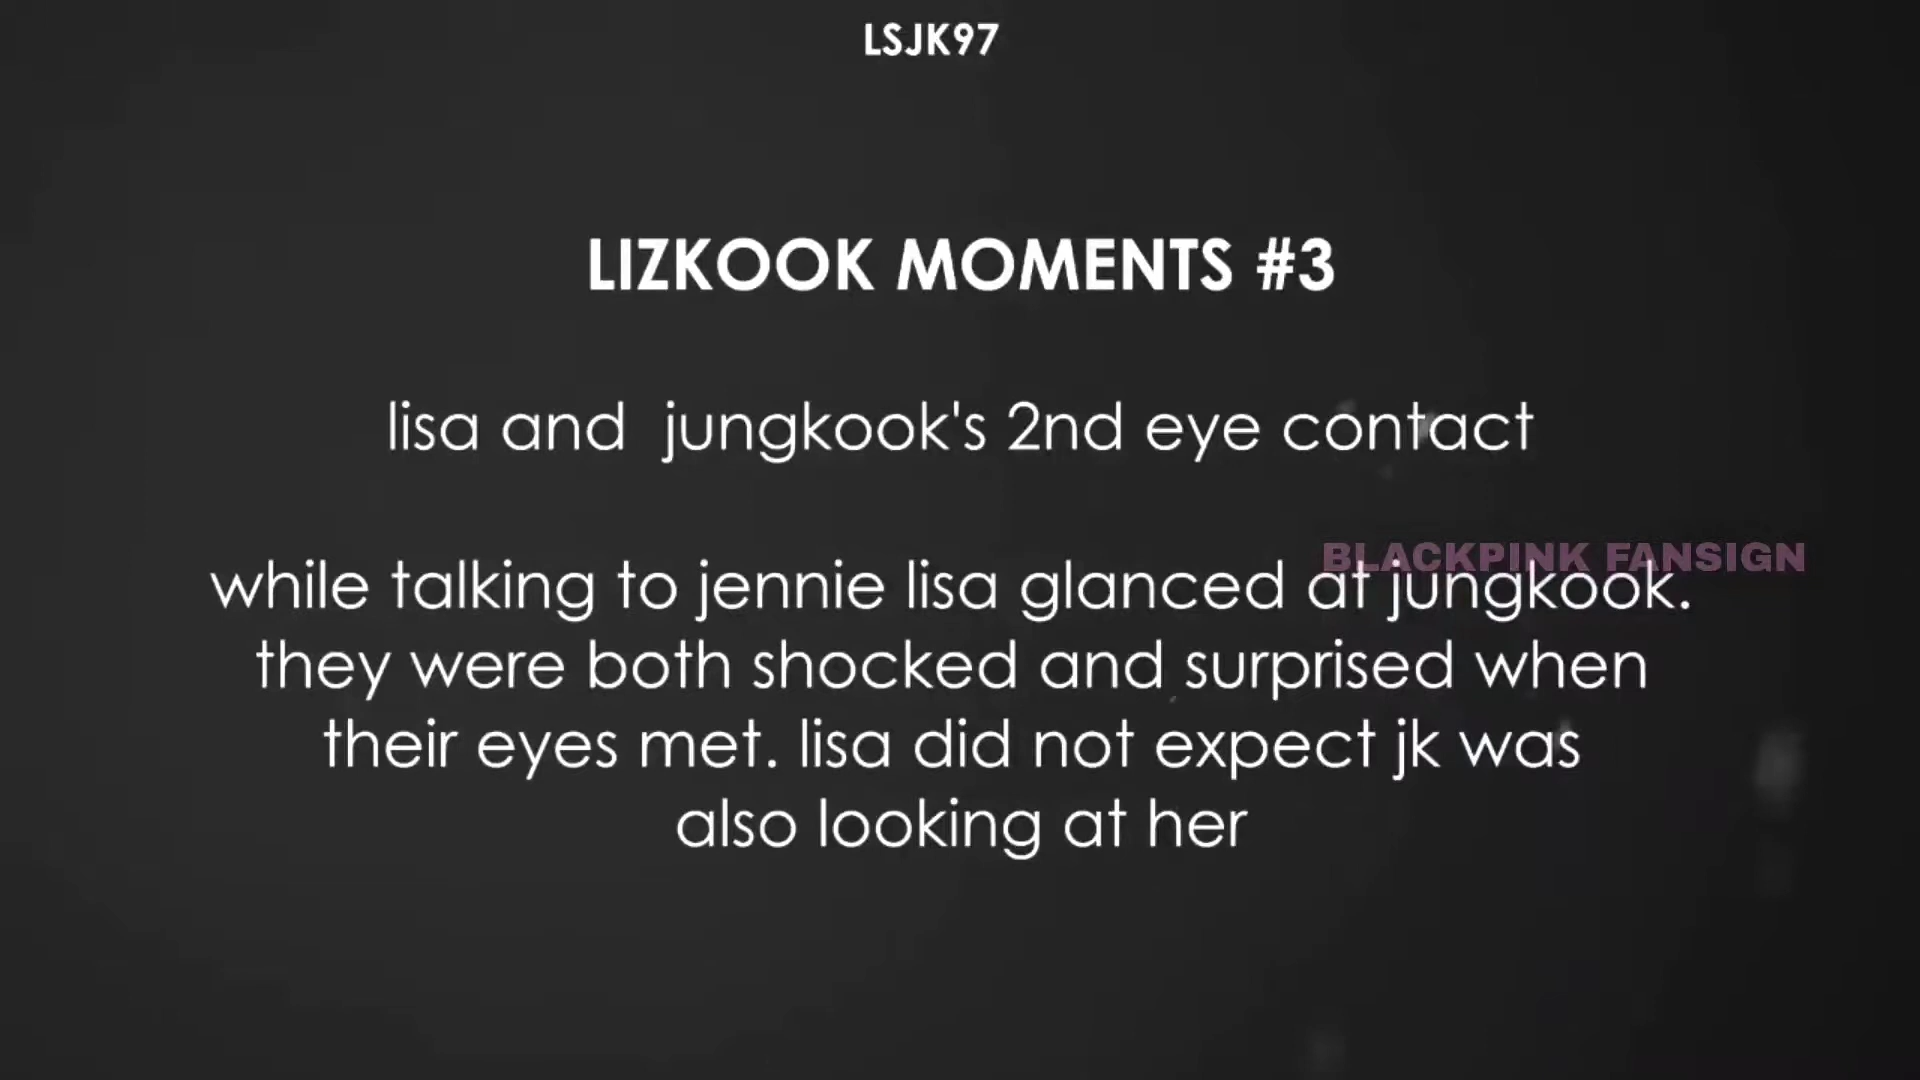 LSJK97
LIZKOOK MOMENTS #3
lisa and  jungkook's 2nd eye contact
BLACKPINK FANSIGN
while talking to jennie lisa glanced at jungkook.
they were both shocked and surprised when
their eyes met. lisa did not expect jk was
also looking at her